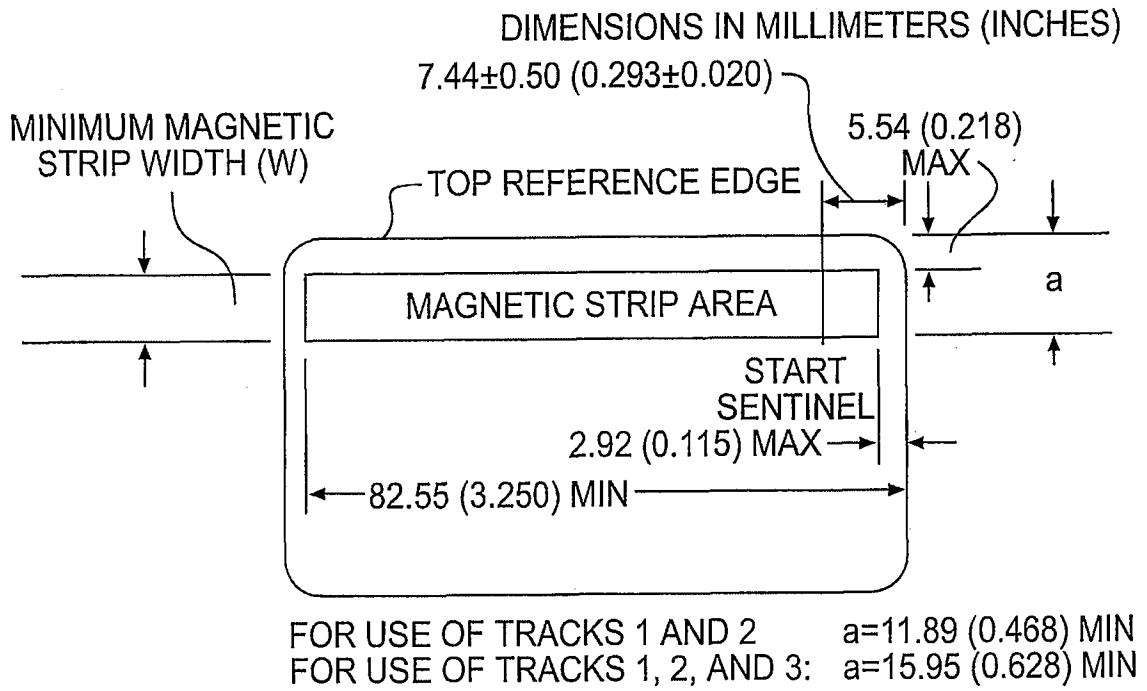 DIMENSIONS IN MILLIMETERS (INCHES)
7.44±0.50 (0.293±0.020)
MINIMUM MAGNETIC
STRIP WIDTH (W)
5.54 (0.218)
MAX
TOP REFERENCE EDGE
MAGNETIC STRIP AREA
a
START
SENTINEL
2.92 (0.115) MAX
82.55 (3.250) MIN
FOR USE OF TRACKS 1 AND 2 a=11.89 (0.468) MIN
FOR USE OF TRACKS 1, 2, AND 3: a=15.95 (0.628) MIN